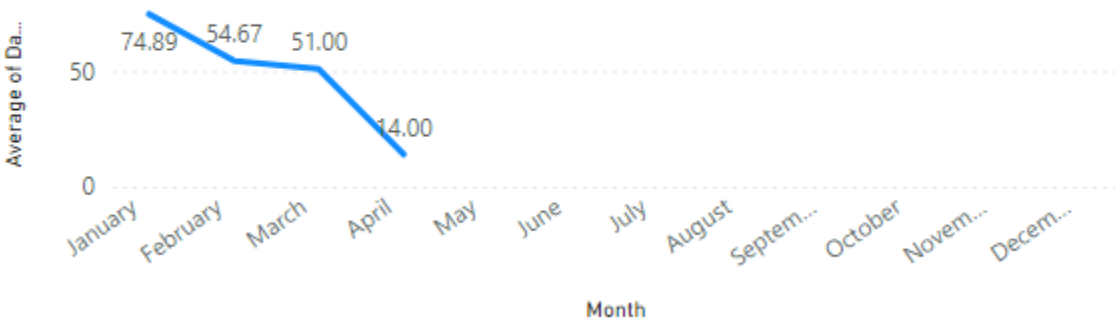 Average of Da...
74.89
54.67
51.00
50
14.00
0
January
February
March
April
May
June
July
August
Septem...
October
Novem...
Decem...
Month